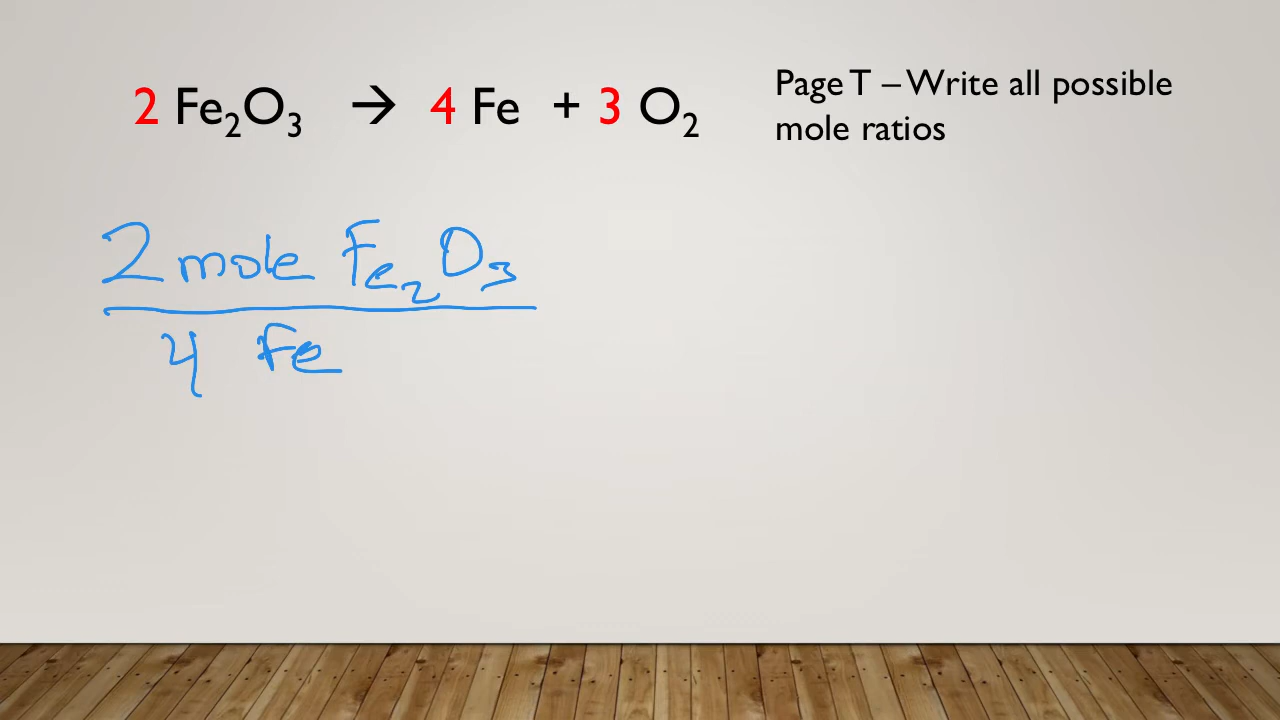 2 Fe₂O₃ → 4 Fe + 3 O₂
Page T – Write all possible
mole ratios
2 mole Fe₂O₃
4 Fe